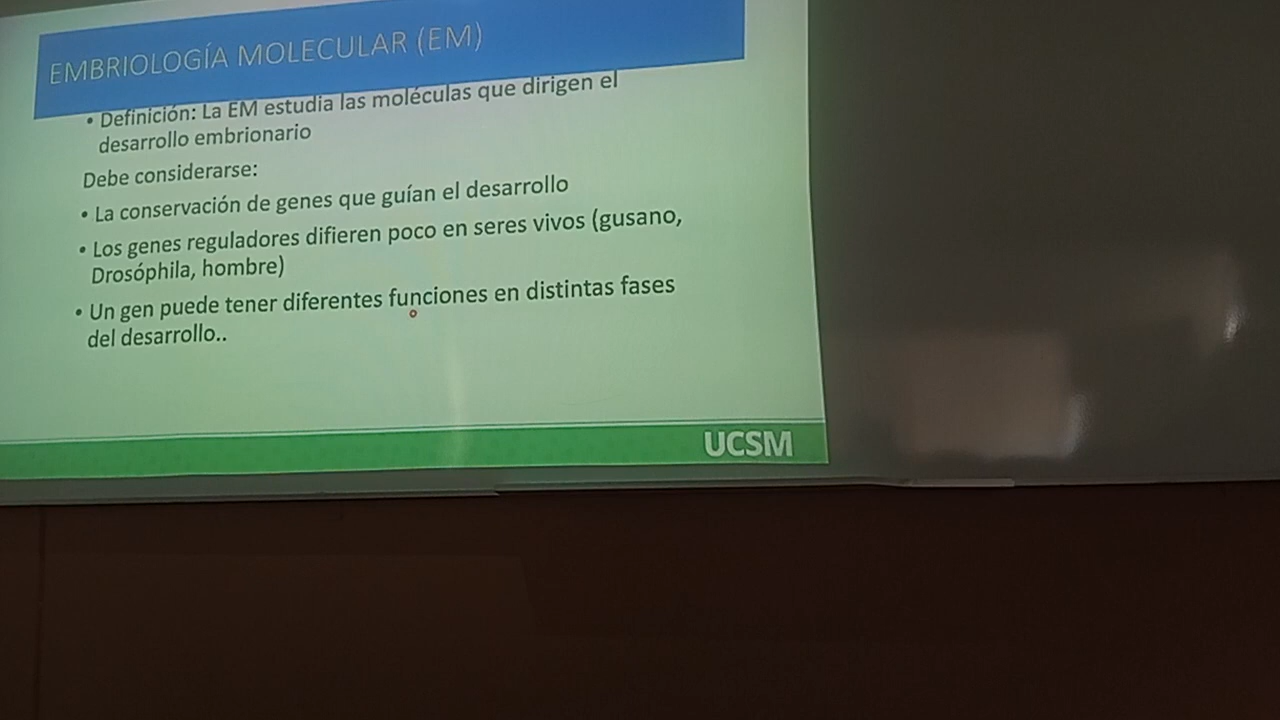 EMBRIOLOGÍA MOLECULAR (EM)
• Definición: La EM estudia las moléculas que dirigen el
desarrollo embrionario
Debe considerarse:
• La conservación de genes que guían el desarrollo
• Los genes reguladores difieren poco en seres vivos (gusano,
Drosóphila, hombre)
• Un gen puede tener diferentes funciones en distintas fases
del desarrollo..
UCSM